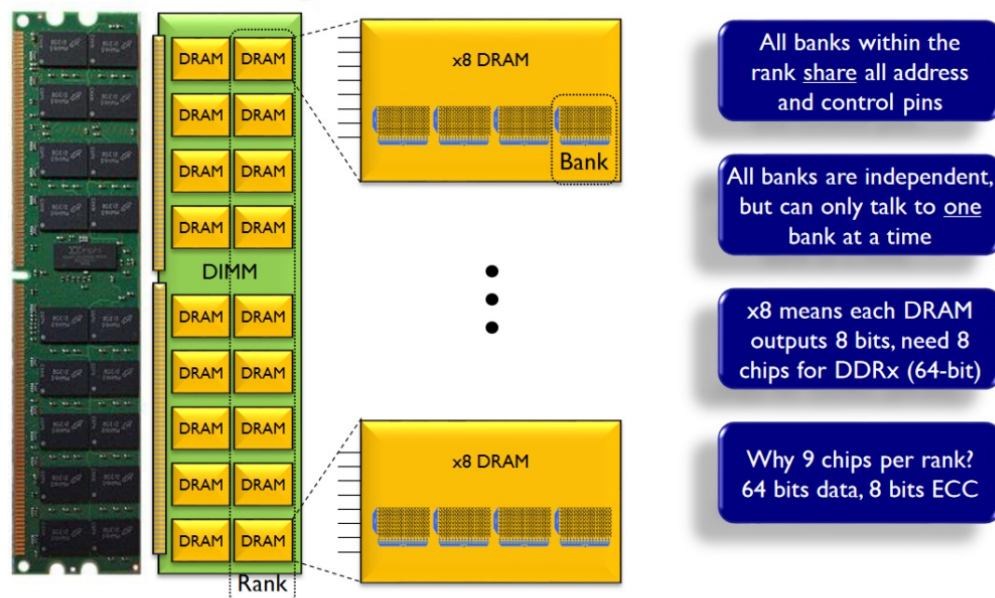 DRAM DRAM
DRAM DRAM
DRAM DRAM
DRAM DRAM
DIMM
DRAM DRAM
DRAM DRAM
DRAM DRAM
DRAM DRAM
DRAM DRAM
Rank
x8 DRAM
Bank
x8 DRAM
All banks within the
rank share all address
and control pins
All banks are independent,
but can only talk to one
bank at a time
x8 means each DRAM
outputs 8 bits, need 8
chips for DDRx (64-bit)
Why 9 chips per rank?
64 bits data, 8 bits ECC